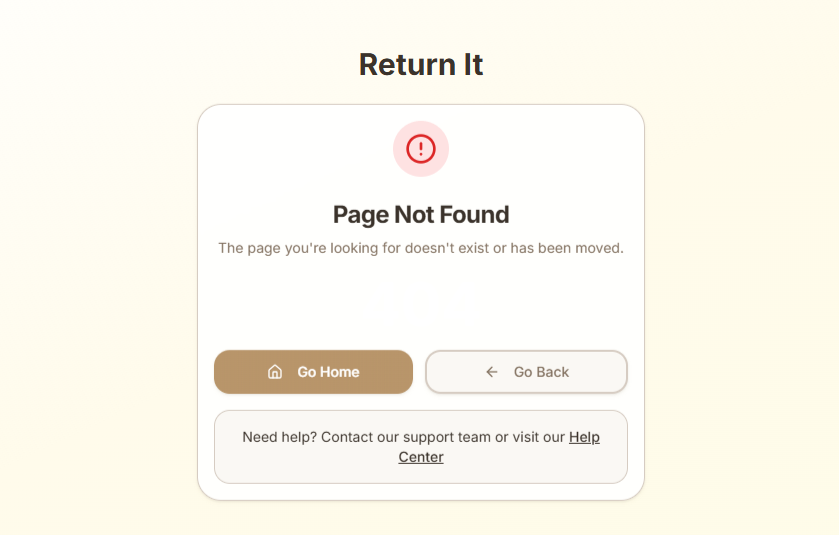 Return It
Page Not Found
The page you're looking for doesn't exist or has been moved.
Go Home
Go Back
Need help? Contact our support team or visit our Help
Center